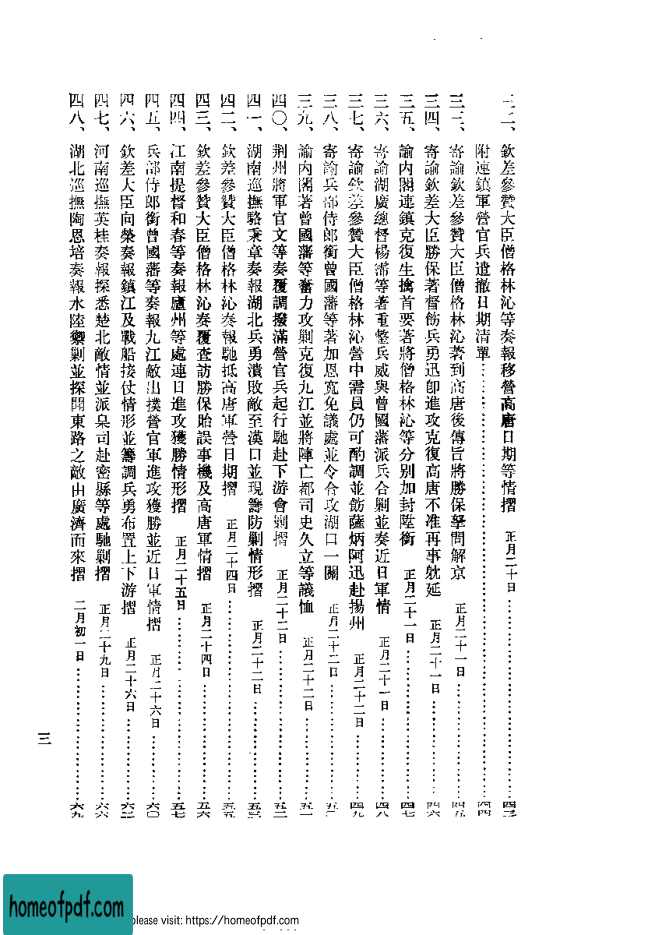 三二、欽差參贊大臣僧格林沁等奏報移營高唐日期等情摺 正月二十日……四三
附連鎮軍營官兵遣撤日期清單……四四
三三、寄諭欽差參贊大臣僧格林沁著到高唐後傳旨將勝保拏問解京 正月二十一日……四五
三四、寄諭欽差大臣勝保著督飭兵勇迅卽進攻克復高唐不准再事躭延 正月二十一日……四六
三五、諭內閣連鎮克復生擒首要著將僧格林沁等分別加封陞銜 正月二十一日……四七
三六、寄諭湖廣總督楊霈等著重整兵威與曾國藩派兵合剿並奏近日軍情 正月二十一日……四八
三七、寄諭欽差參贊大臣僧格林沁營中需員仍可酌調並飭薩炳阿迅赴揚州 正月二十二日……四九
三八、寄諭兵部侍郎銜曾國藩等著加恩寬免議處並令合攻湖口一關 正月二十二日……五〇
三九、諭內閣著曾國藩等奮力攻剿克復九江並將陣亡都司史久立等議恤 正月二十二日……五一
四〇、荆州將軍官文等奏覆調撥滿營官兵起行馳赴下游會剿摺 正月二十二日……五二
四一、湖南巡撫駱秉章奏報湖北兵勇潰敗敵至漢口並現籌防剿情形摺 正月二十二日……五三
四二、欽差參贊大臣僧格林沁奏報馳抵高唐軍營日期摺 正月二十四日……五五
四三、欽差參贊大臣僧格林沁奏覆查訪勝保貽誤事機及高唐軍情摺 正月二十四日……五六
四四、江南提督和春等奏報廬州等處連日進攻獲勝情形摺 正月二十五日……五七
四五、兵部侍郎銜曾國藩等奏報九江敵出撲營官軍進攻獲勝並近日軍情摺 正月二十六日……六〇
四六、欽差大臣向榮奏報鎮江及戰船接仗情形並籌調兵勇布置上下游摺 正月二十六日……六二
四七、河南巡撫英桂奏報探悉楚北敵情並派臬司赴密縣等處馳剿摺 正月二十九日……六六
四八、湖北巡撫陶恩培奏報水陸禦剿並探聞東路之敵由廣濟而來摺 二月初一日……六九
三
homeofpdf.com
please visit: https://homeofpdf.com